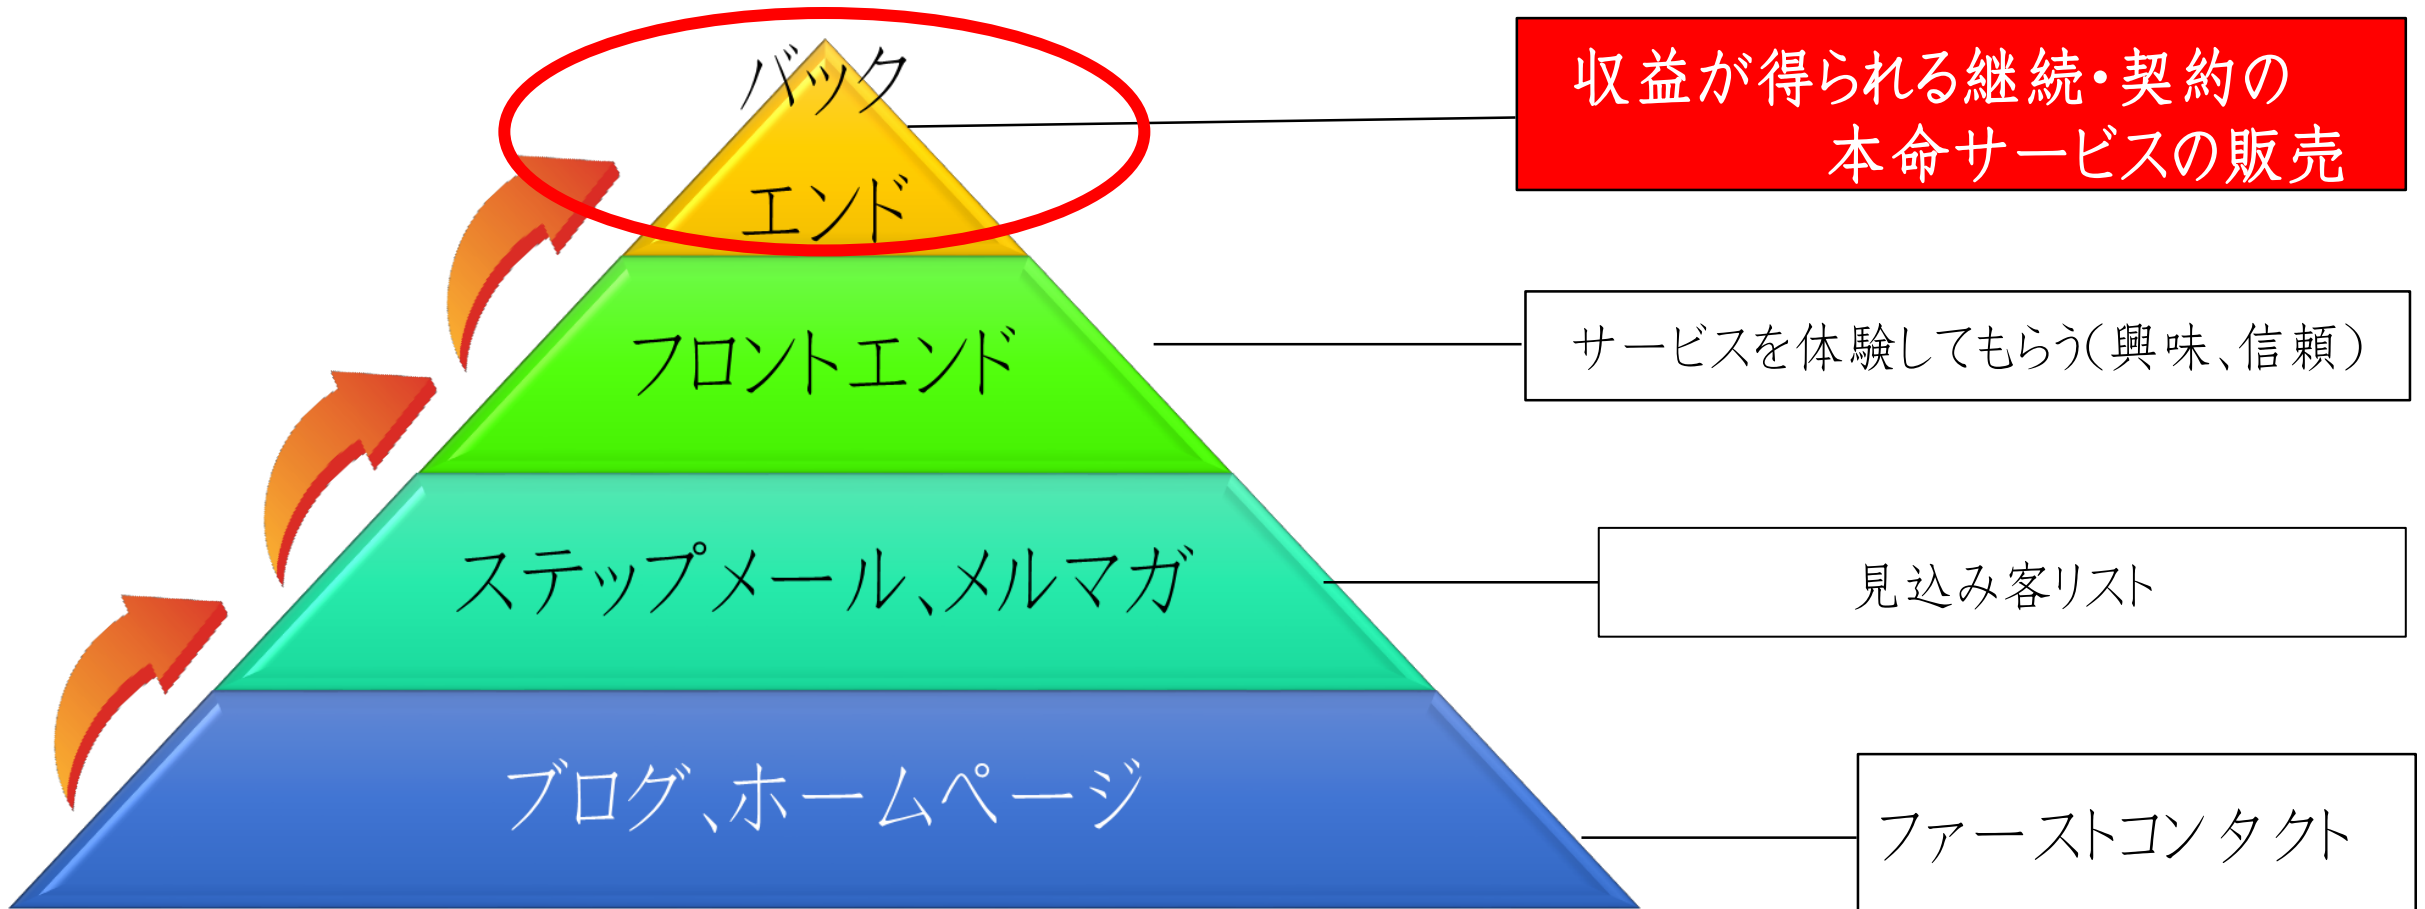 バック
エンド
収益が得られる継続・契約の
本命サービスの販売
フロントエンド
サービスを体験してもらう(興味、信頼)
ステップメール、メルマガ
見込み客リスト
ブログ、ホームページ
ファーストコンタクト